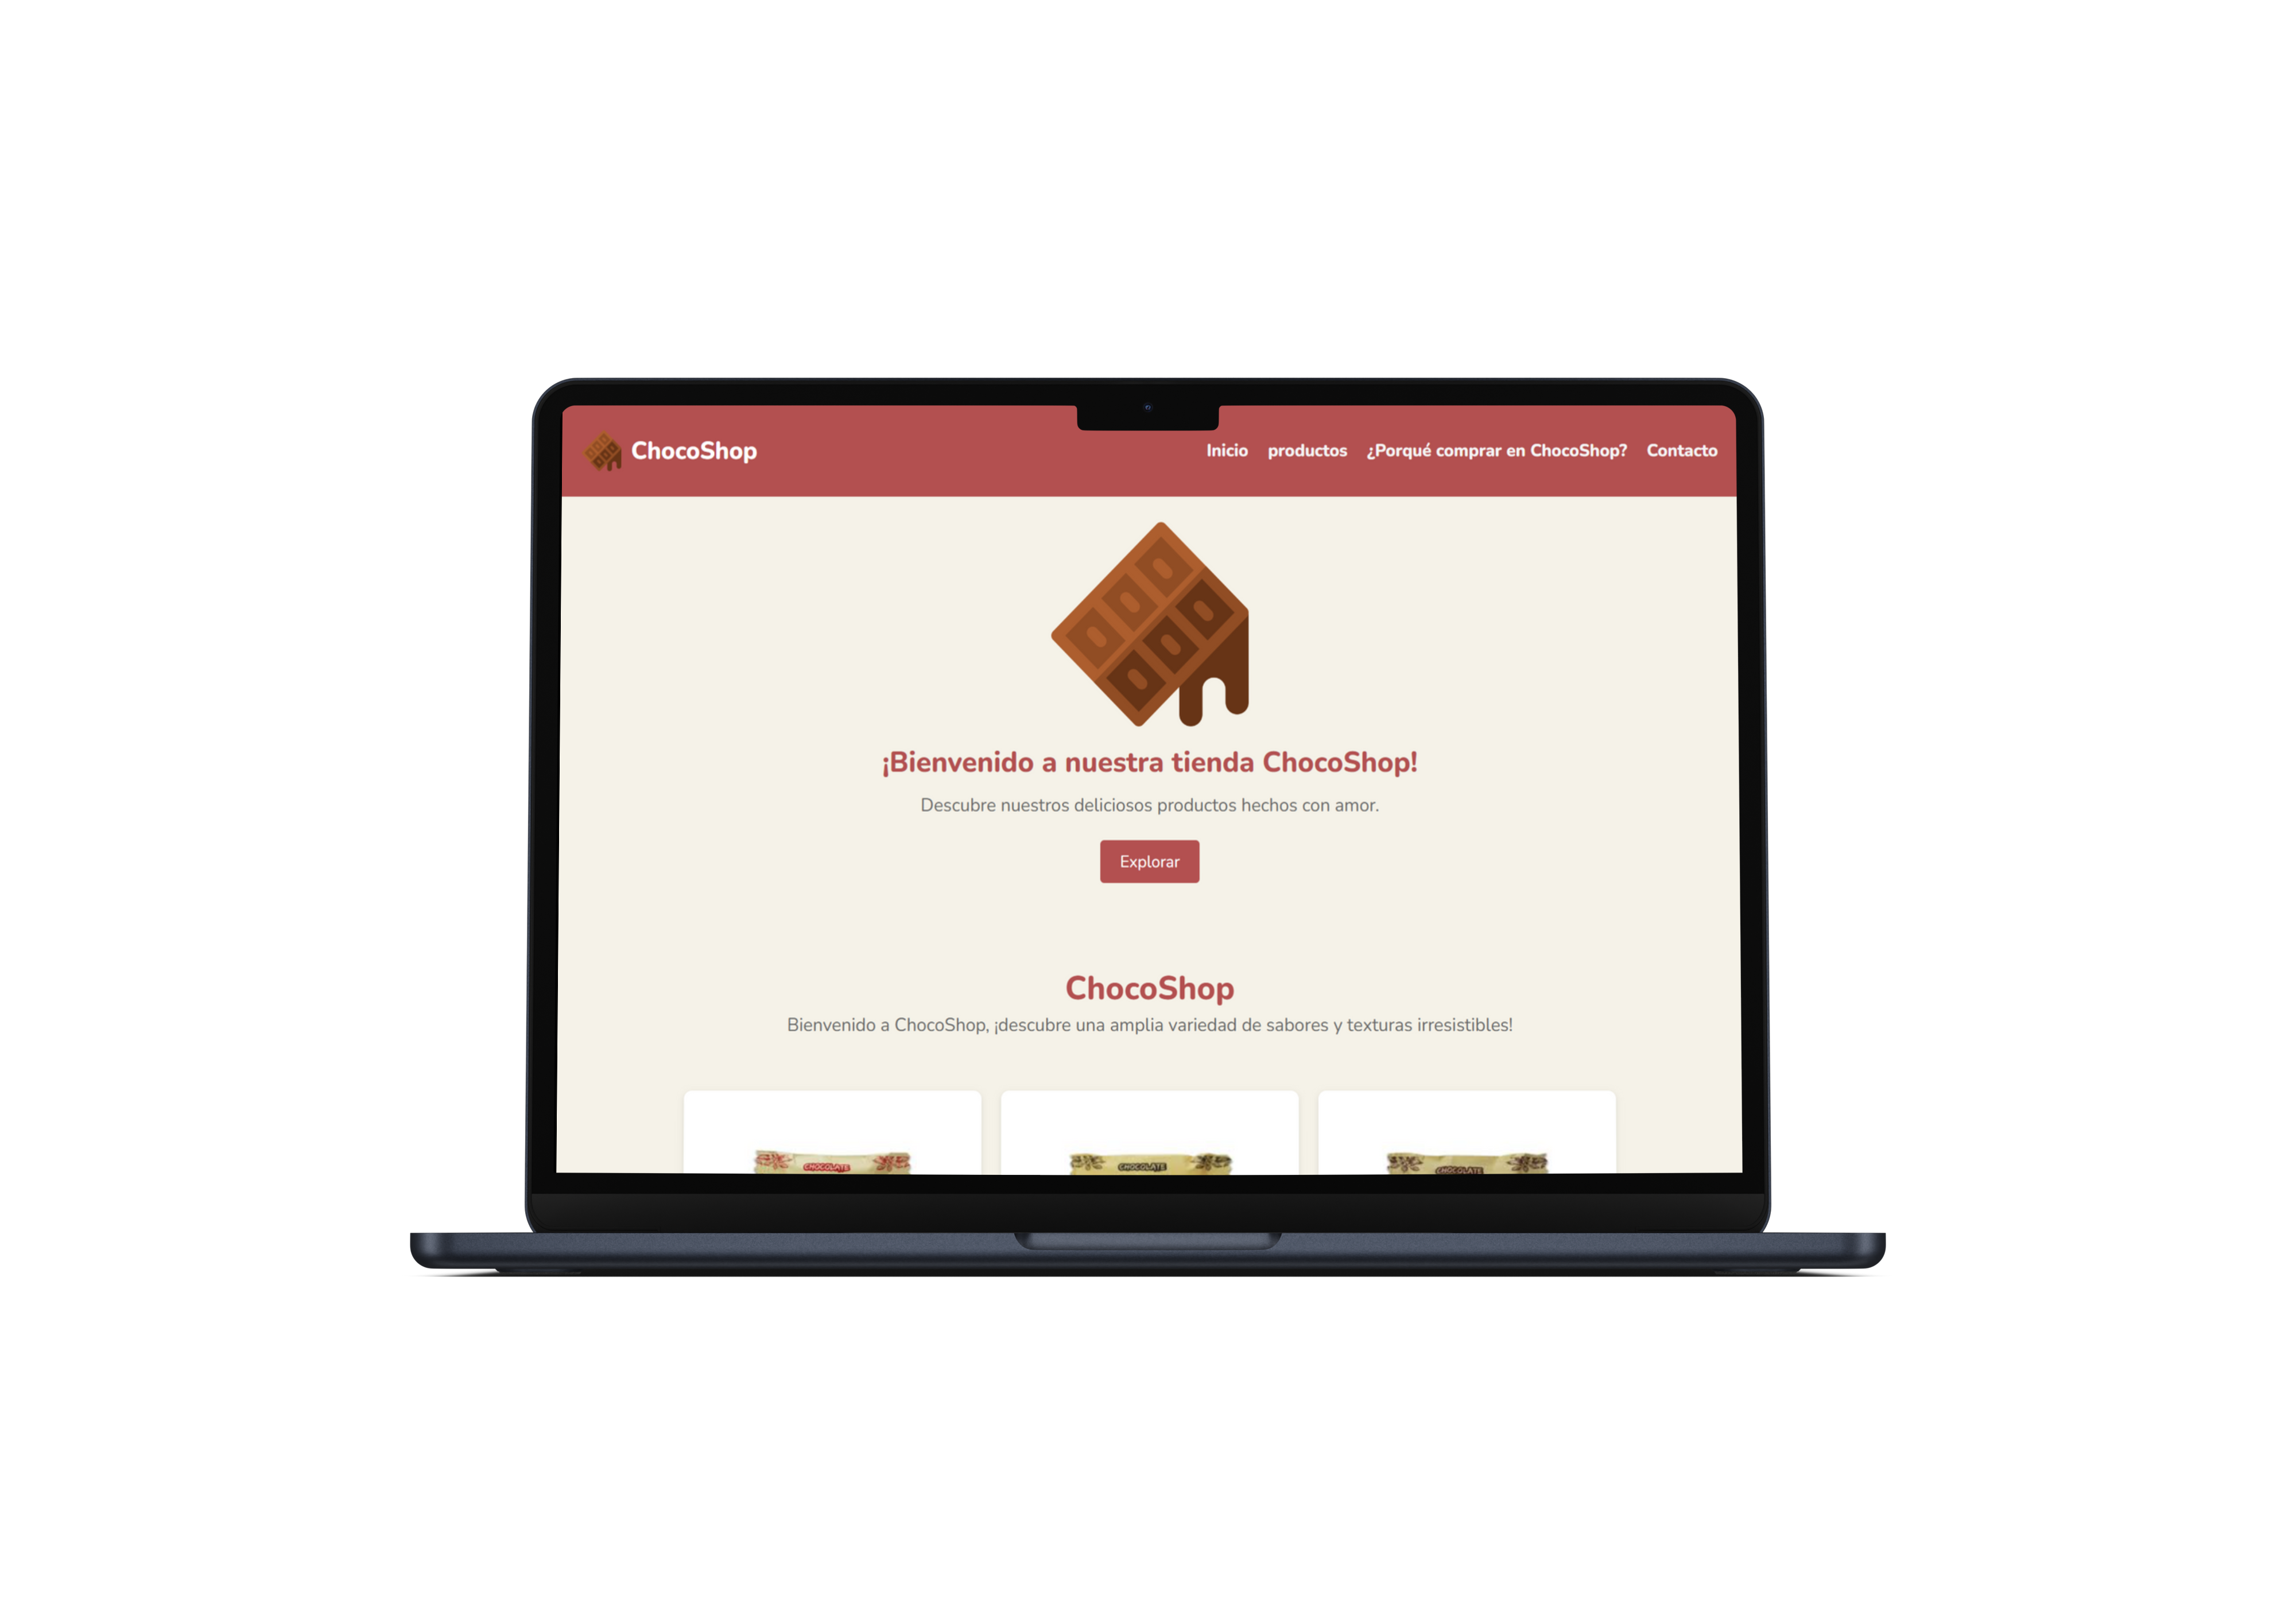 ChocoShop
Inicio productos ¿Porqué comprar en ChocoShop? Contacto
¡Bienvenido a nuestra tienda ChocoShop!
Descubre nuestros deliciosos productos hechos con amor.
Explorar
ChocoShop
Bienvenido a ChocoShop, ¡descubre una amplia variedad de sabores y texturas irresistibles!
CHOCOLATE CHOCOLATE CHOCOLATE